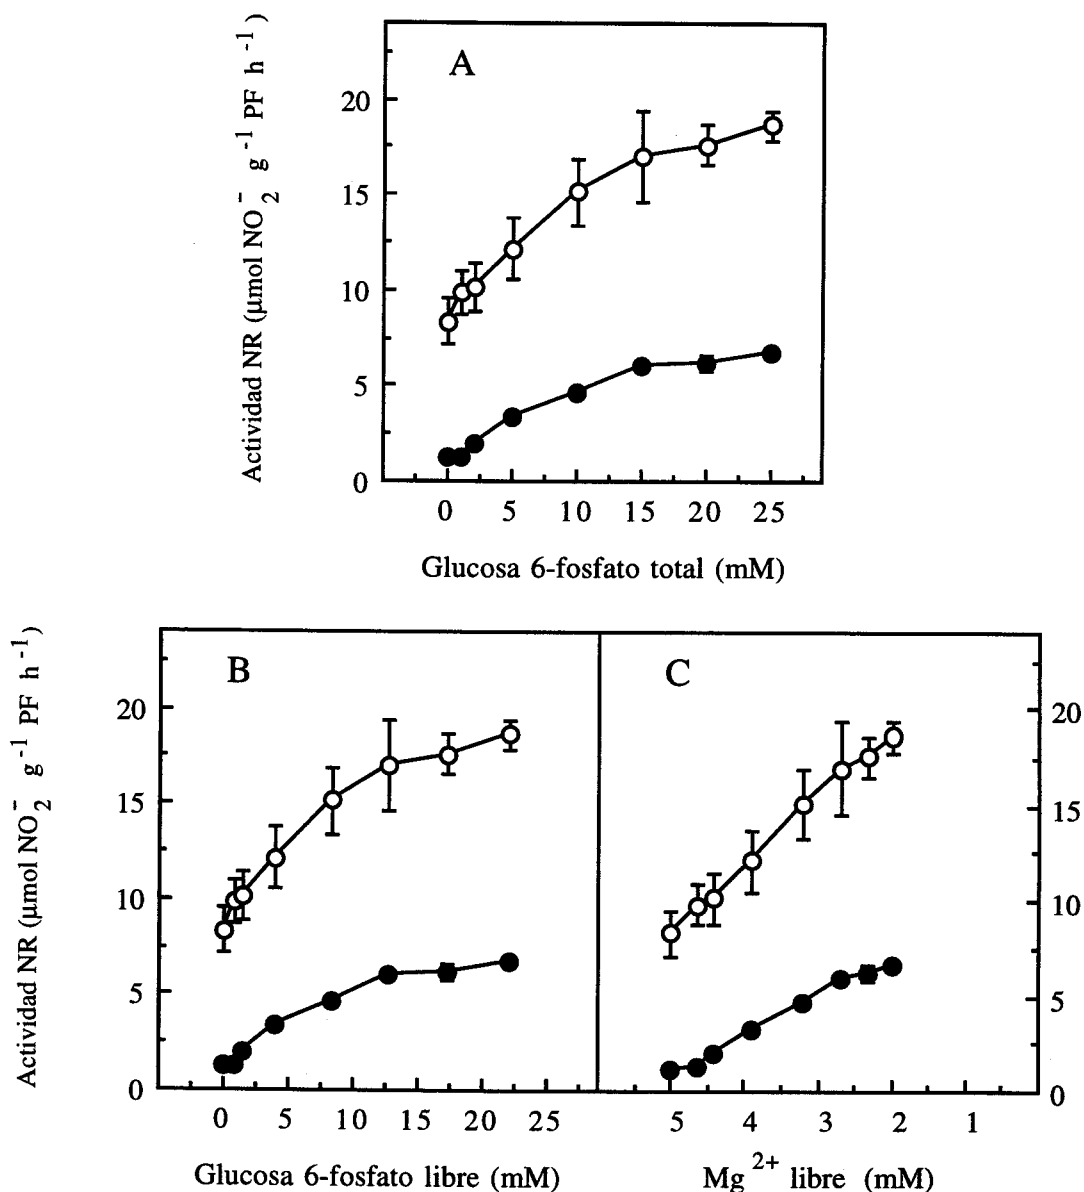 A
Actividad NR (μmol NO₂⁻ g⁻¹ PF h⁻¹)
20
15
10
5
0
0 5 10 15 20 25
Glucosa 6-fosfato total (mM)
B
Actividad NR (μmol NO₂⁻ g⁻¹ PF h⁻¹)
20
15
10
5
0
0 5 10 15 20 25
Glucosa 6-fosfato libre (mM)
C
20
15
10
5
0
5 4 3 2 1
Mg²⁺ libre (mM)